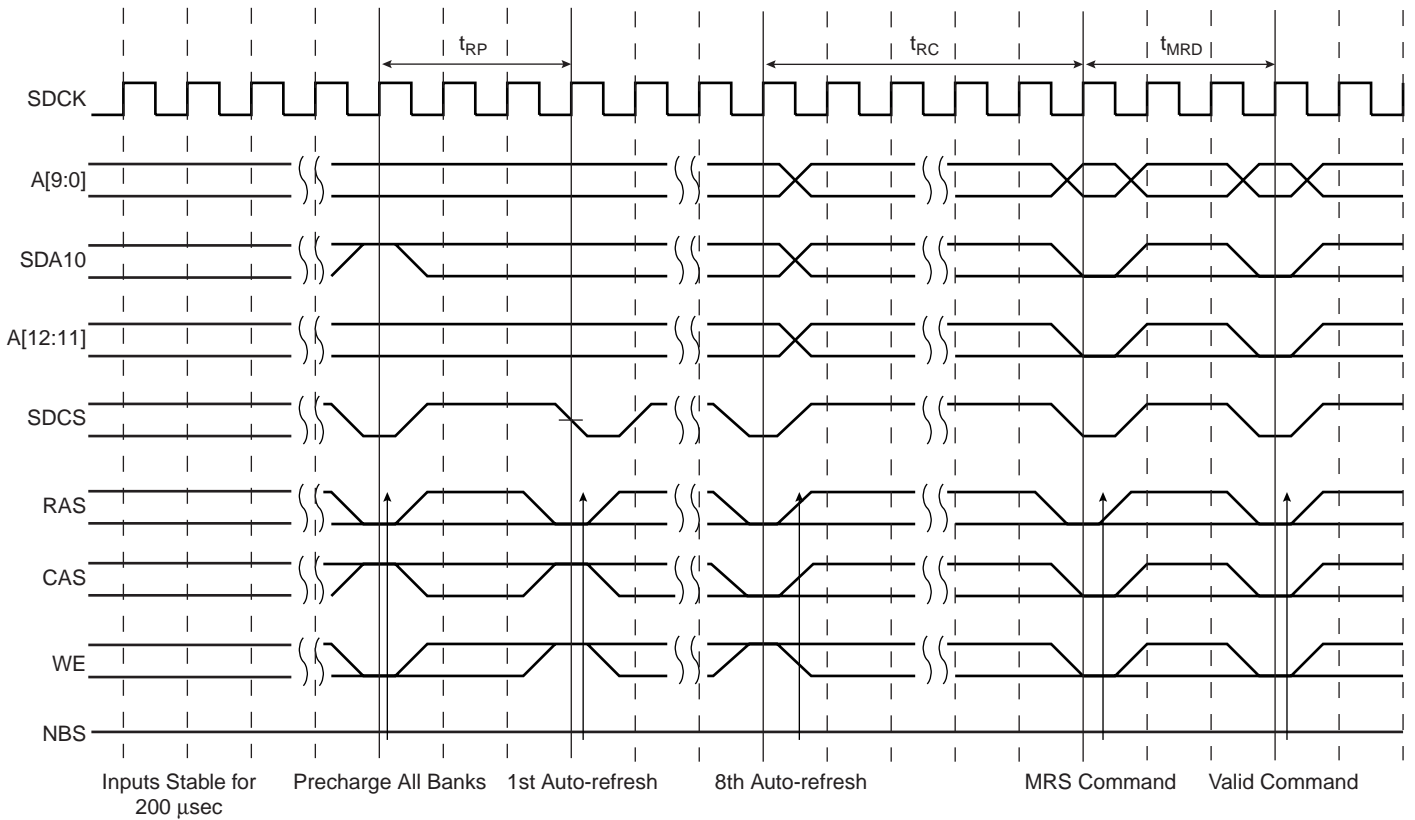 tRP
tRC
tMRD
SDCK
A[9:0]
SDA10
A[12:11]
SDCS
RAS
CAS
WE
NBS
Inputs Stable for
200 μsec
Precharge All Banks
1st Auto-refresh
8th Auto-refresh
MRS Command
Valid Command